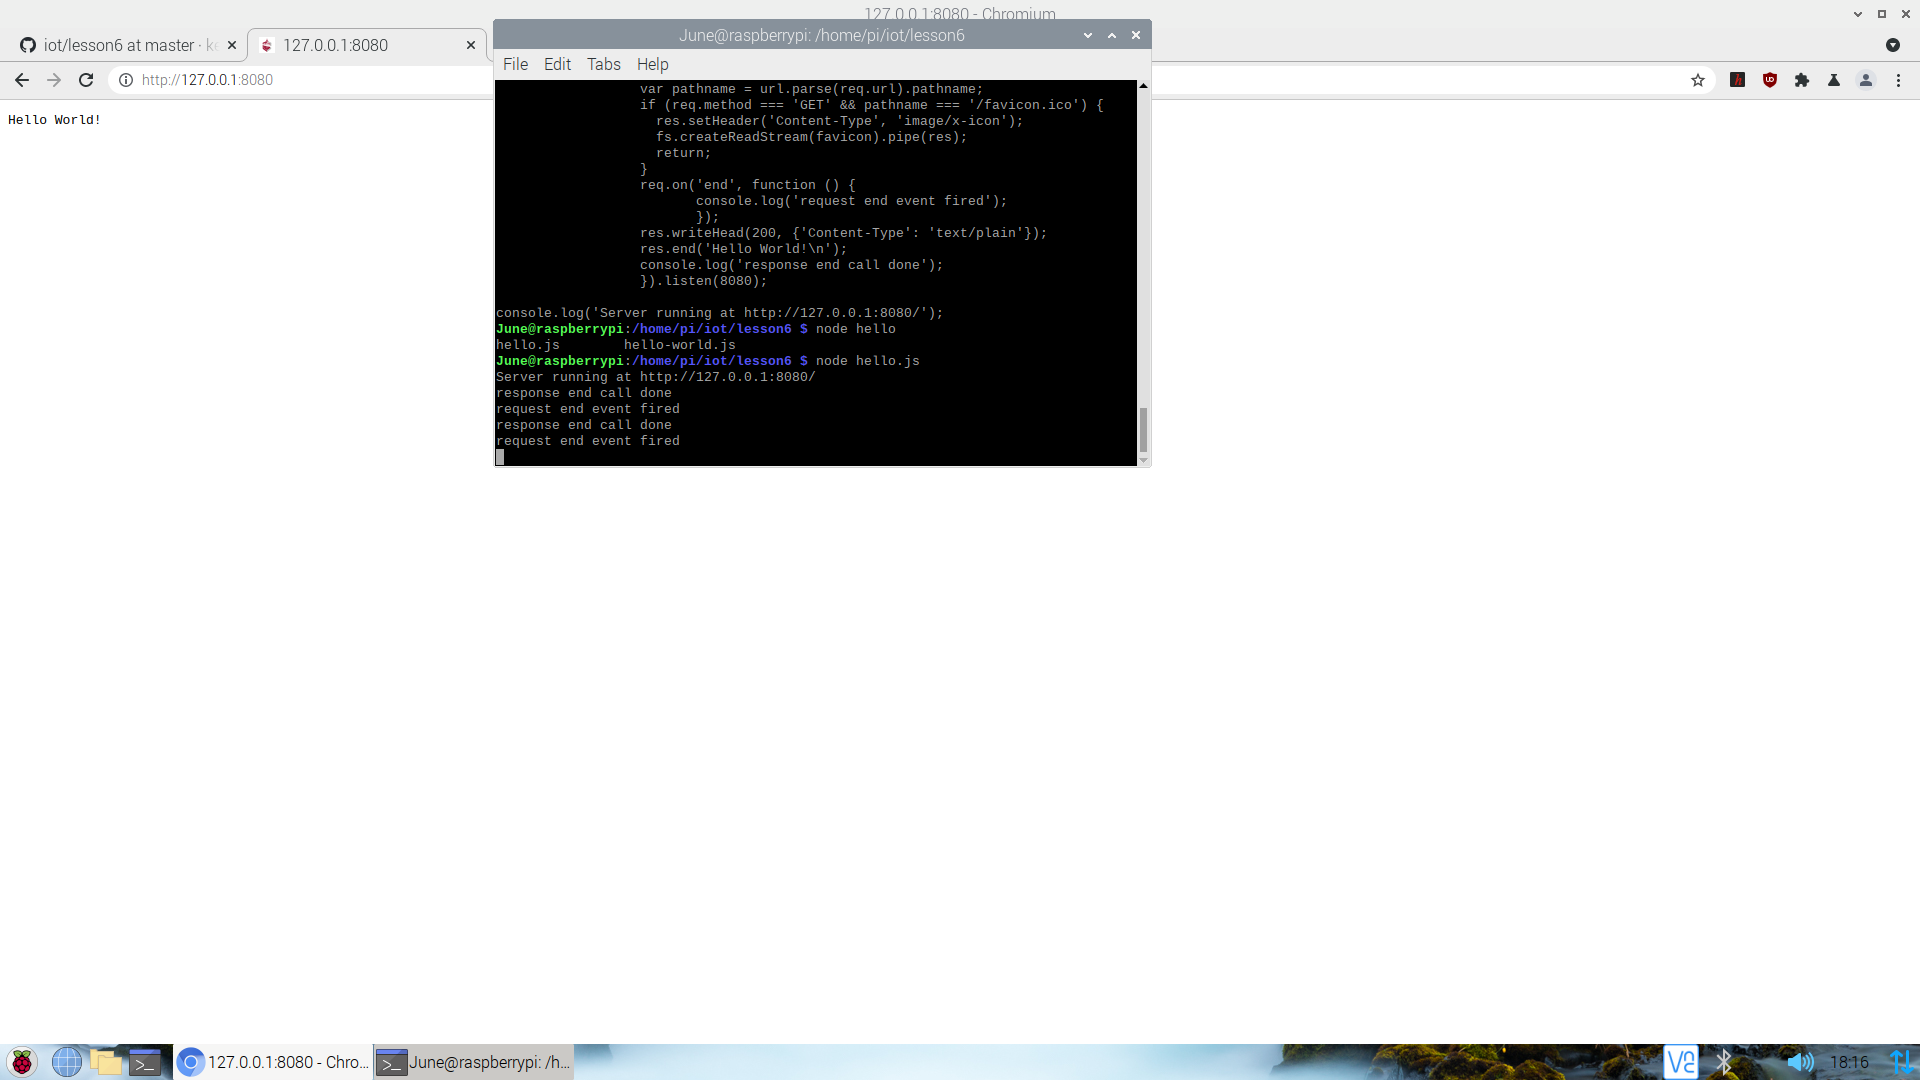 127.0.0.1:8080 - Chromium
iot/lesson6 at master · ke
127.0.0.1:8080
http://127.0.0.1:8080
Hello World!
June@raspberrypi: /home/pi/iot/lesson6
File Edit Tabs Help
var pathname = url.parse(req.url).pathname;
if (req.method === 'GET' && pathname === '/favicon.ico') {
res.setHeader('Content-Type', 'image/x-icon');
fs.createReadStream(favicon).pipe(res);
return;
}
req.on('end', function () {
console.log('request end event fired');
});
res.writeHead(200, {'Content-Type': 'text/plain'});
res.end('Hello World!\n');
console.log('response end call done');
}).listen(8080);
console.log('Server running at http://127.0.0.1:8080/');
June@raspberrypi:/home/pi/iot/lesson6 $ node hello
hello.js hello-world.js
June@raspberrypi:/home/pi/iot/lesson6 $ node hello.js
Server running at http://127.0.0.1:8080/
response end call done
request end event fired
response end call done
request end event fired
127.0.0.1:8080 - Chro...
June@raspberrypi: /h...
18:16